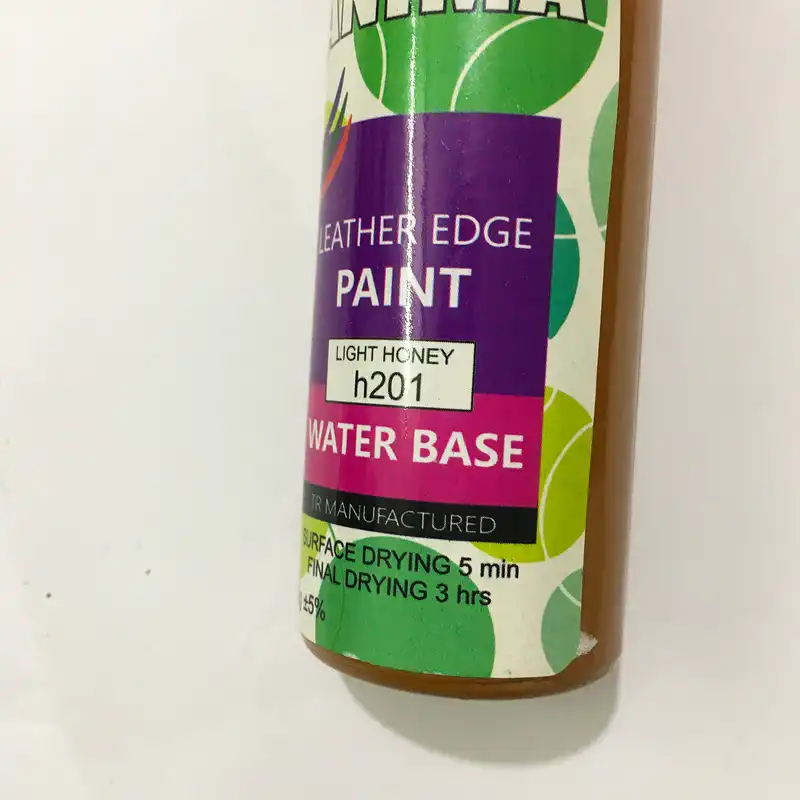 ANIMA
LEATHER EDGE
PAINT
LIGHT HONEY
h201
WATER BASE
TR MANUFACTURED
SURFACE DRYING 5 min
FINAL DRYING 3 hrs
±5%